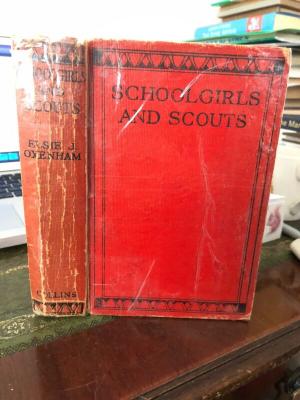 SCHOOLGIRLS
AND SCOUTS
SCHOOLGIRLS
AND
SCOUTS
ELSIE J.
OXENHAM
COLLINS